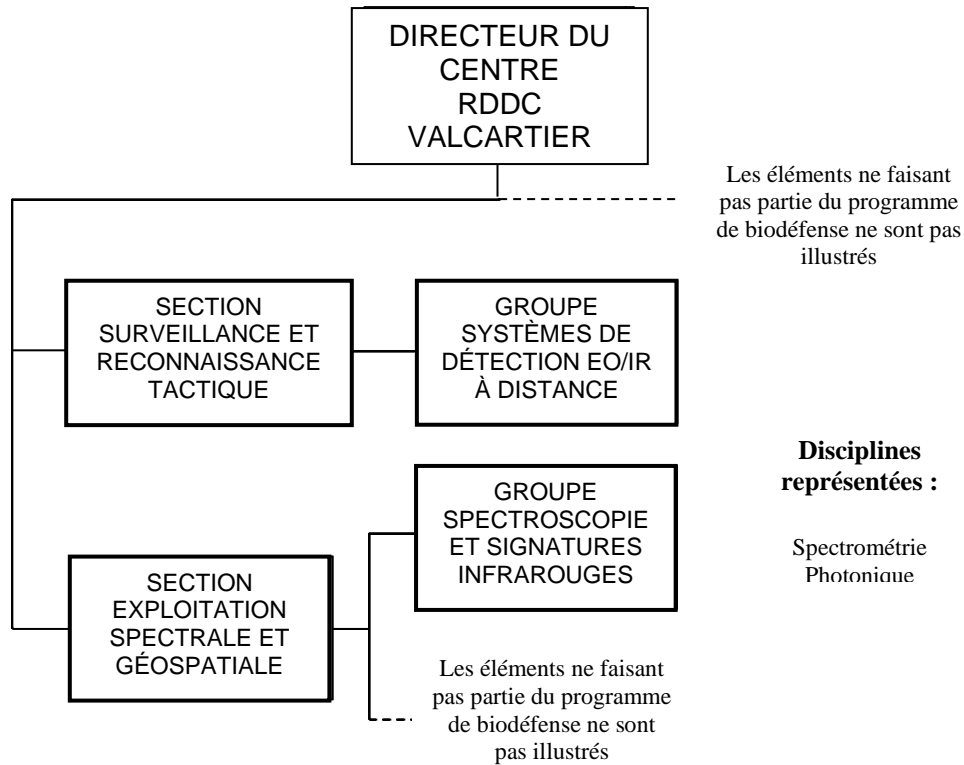 DIRECTEUR DU
CENTRE
RDDC
VALCARTIER
Les éléments ne faisant
pas partie du programme
de biodéfense ne sont pas
illustrés
SECTION
SURVEILLANCE ET
RECONNAISSANCE
TACTIQUE
GROUPE
SYSTÈMES DE
DÉTECTION EO/IR
À DISTANCE
Disciplines
représentées :
Spectrométrie
Photonique
GROUPE
SPECTROSCOPIE
ET SIGNATURES
INFRAROUGES
SECTION
EXPLOITATION
SPECTRALE ET
GÉOSPATIALE
Les éléments ne faisant
pas partie du programme
de biodéfense ne sont
pas illustrés